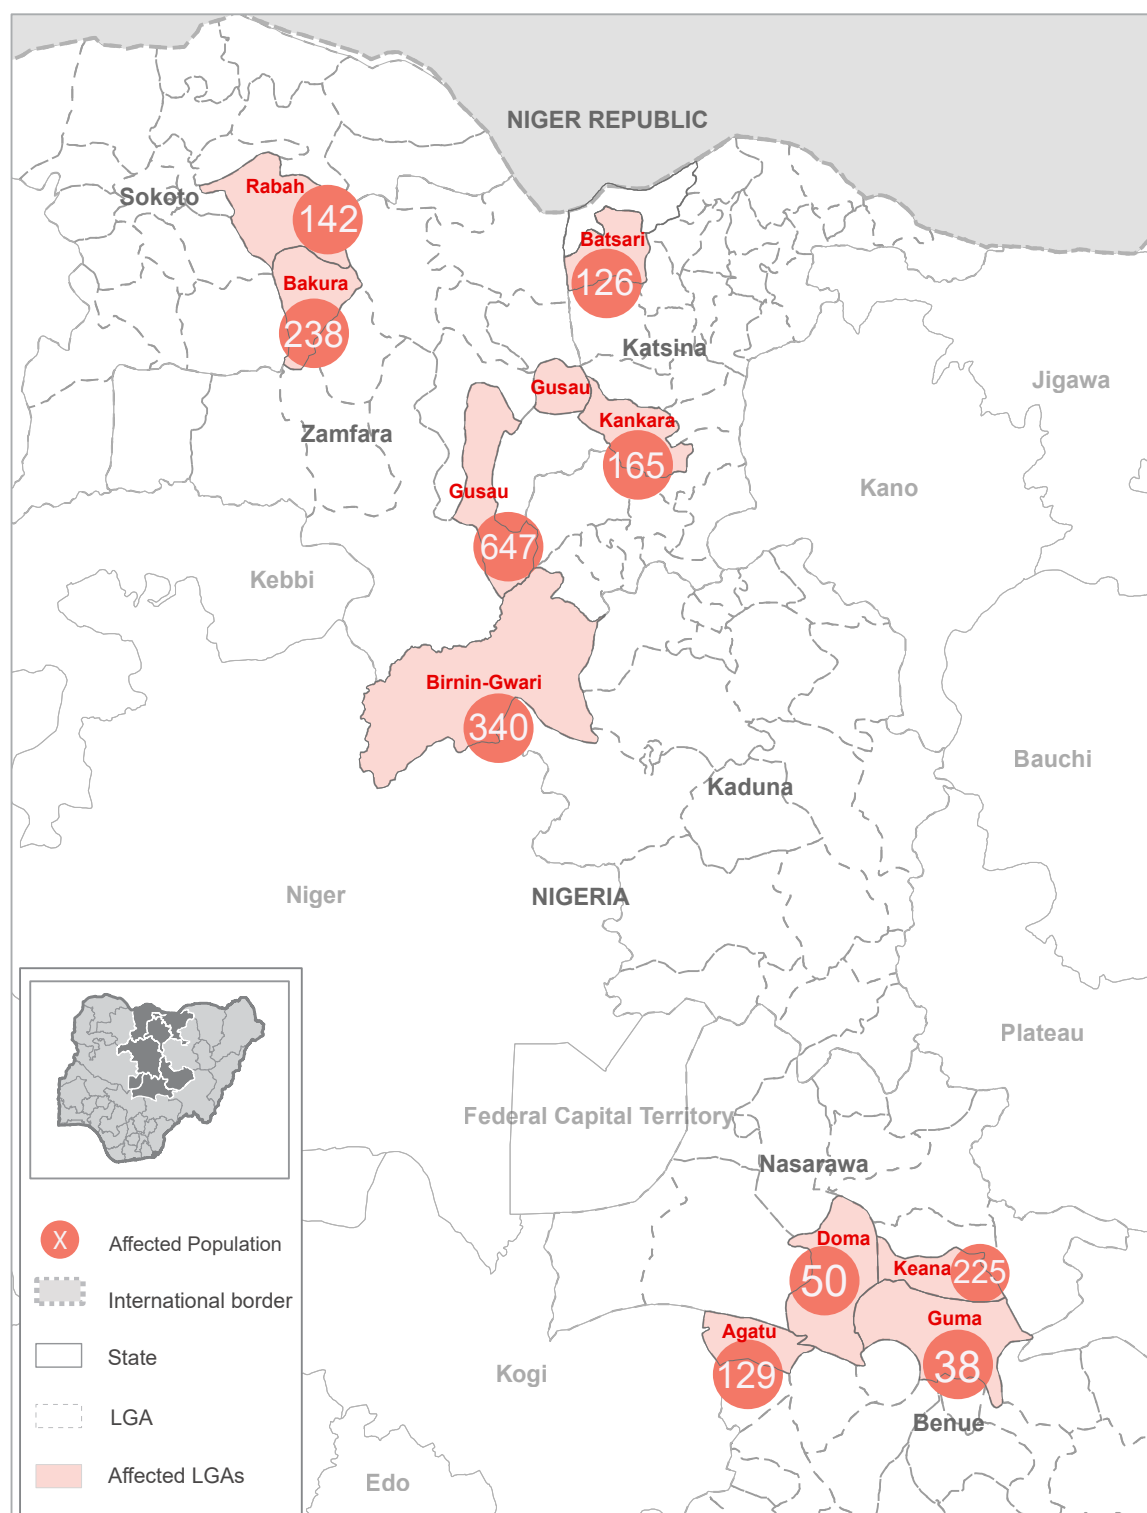 NIGER REPUBLIC
Rabah
Sokoto
142
Batsari
Bakura
126
238
Katsina
Gusau
Jigawa
Kankara
Zamfara
165
Kano
Gusau
647
Kebbi
Birnin-Gwari
340
Bauchi
Kaduna
Niger
NIGERIA
Plateau
Federal Capital Territory
Nasarawa
Doma
Keana
225
50
Guma
Agatu
38
129
Kogi
Benue
Edo
X
Affected Population
International border
State
LGA
Affected LGAs